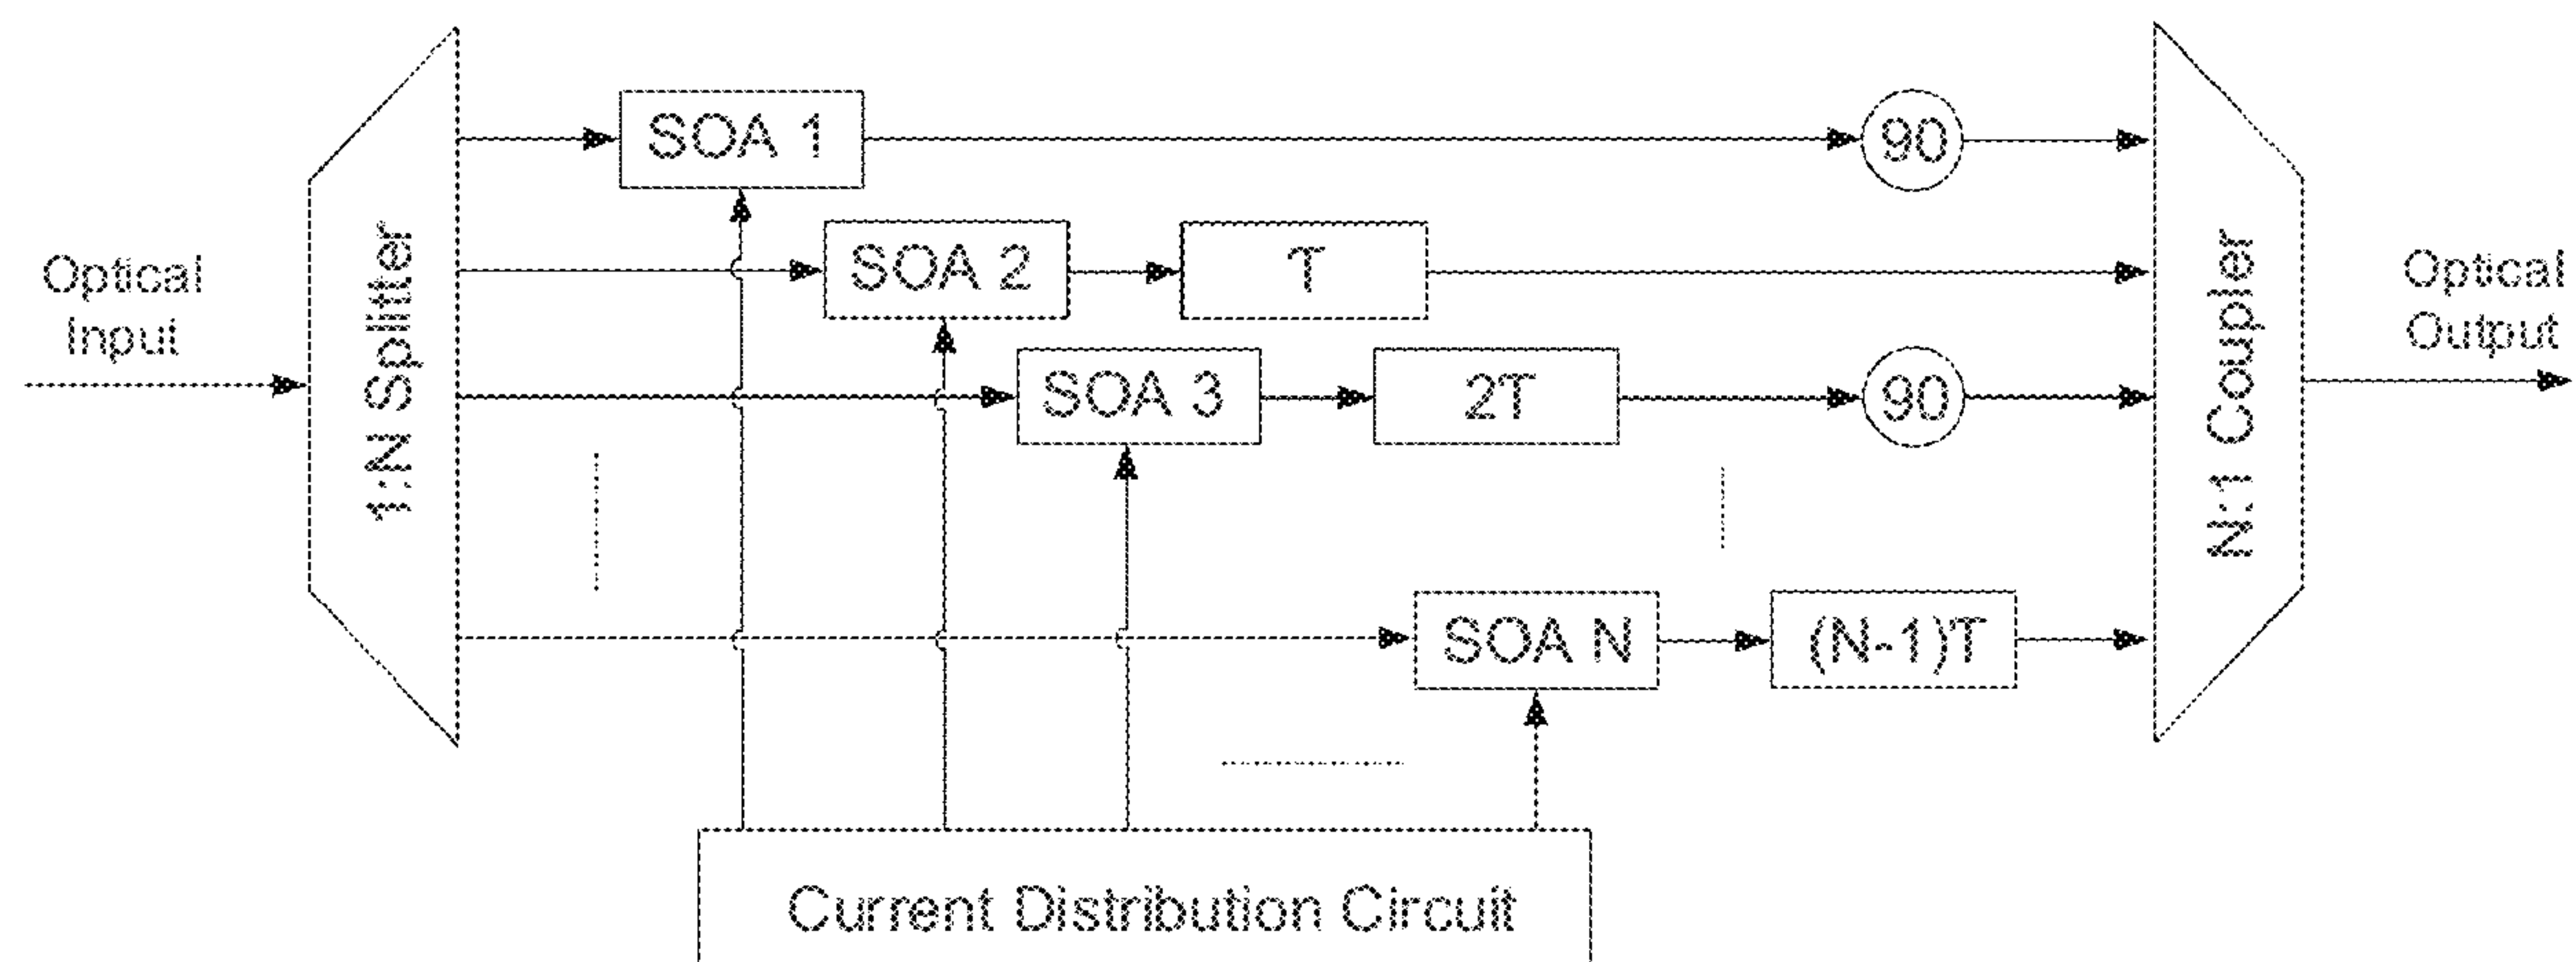 Optical
Input
1:N Splitter
SOA 1
90
SOA 2
T
SOA 3
2T
90
SOA N
(N-1)T
N:1 Coupler
Optical
Output
Current Distribution Circuit